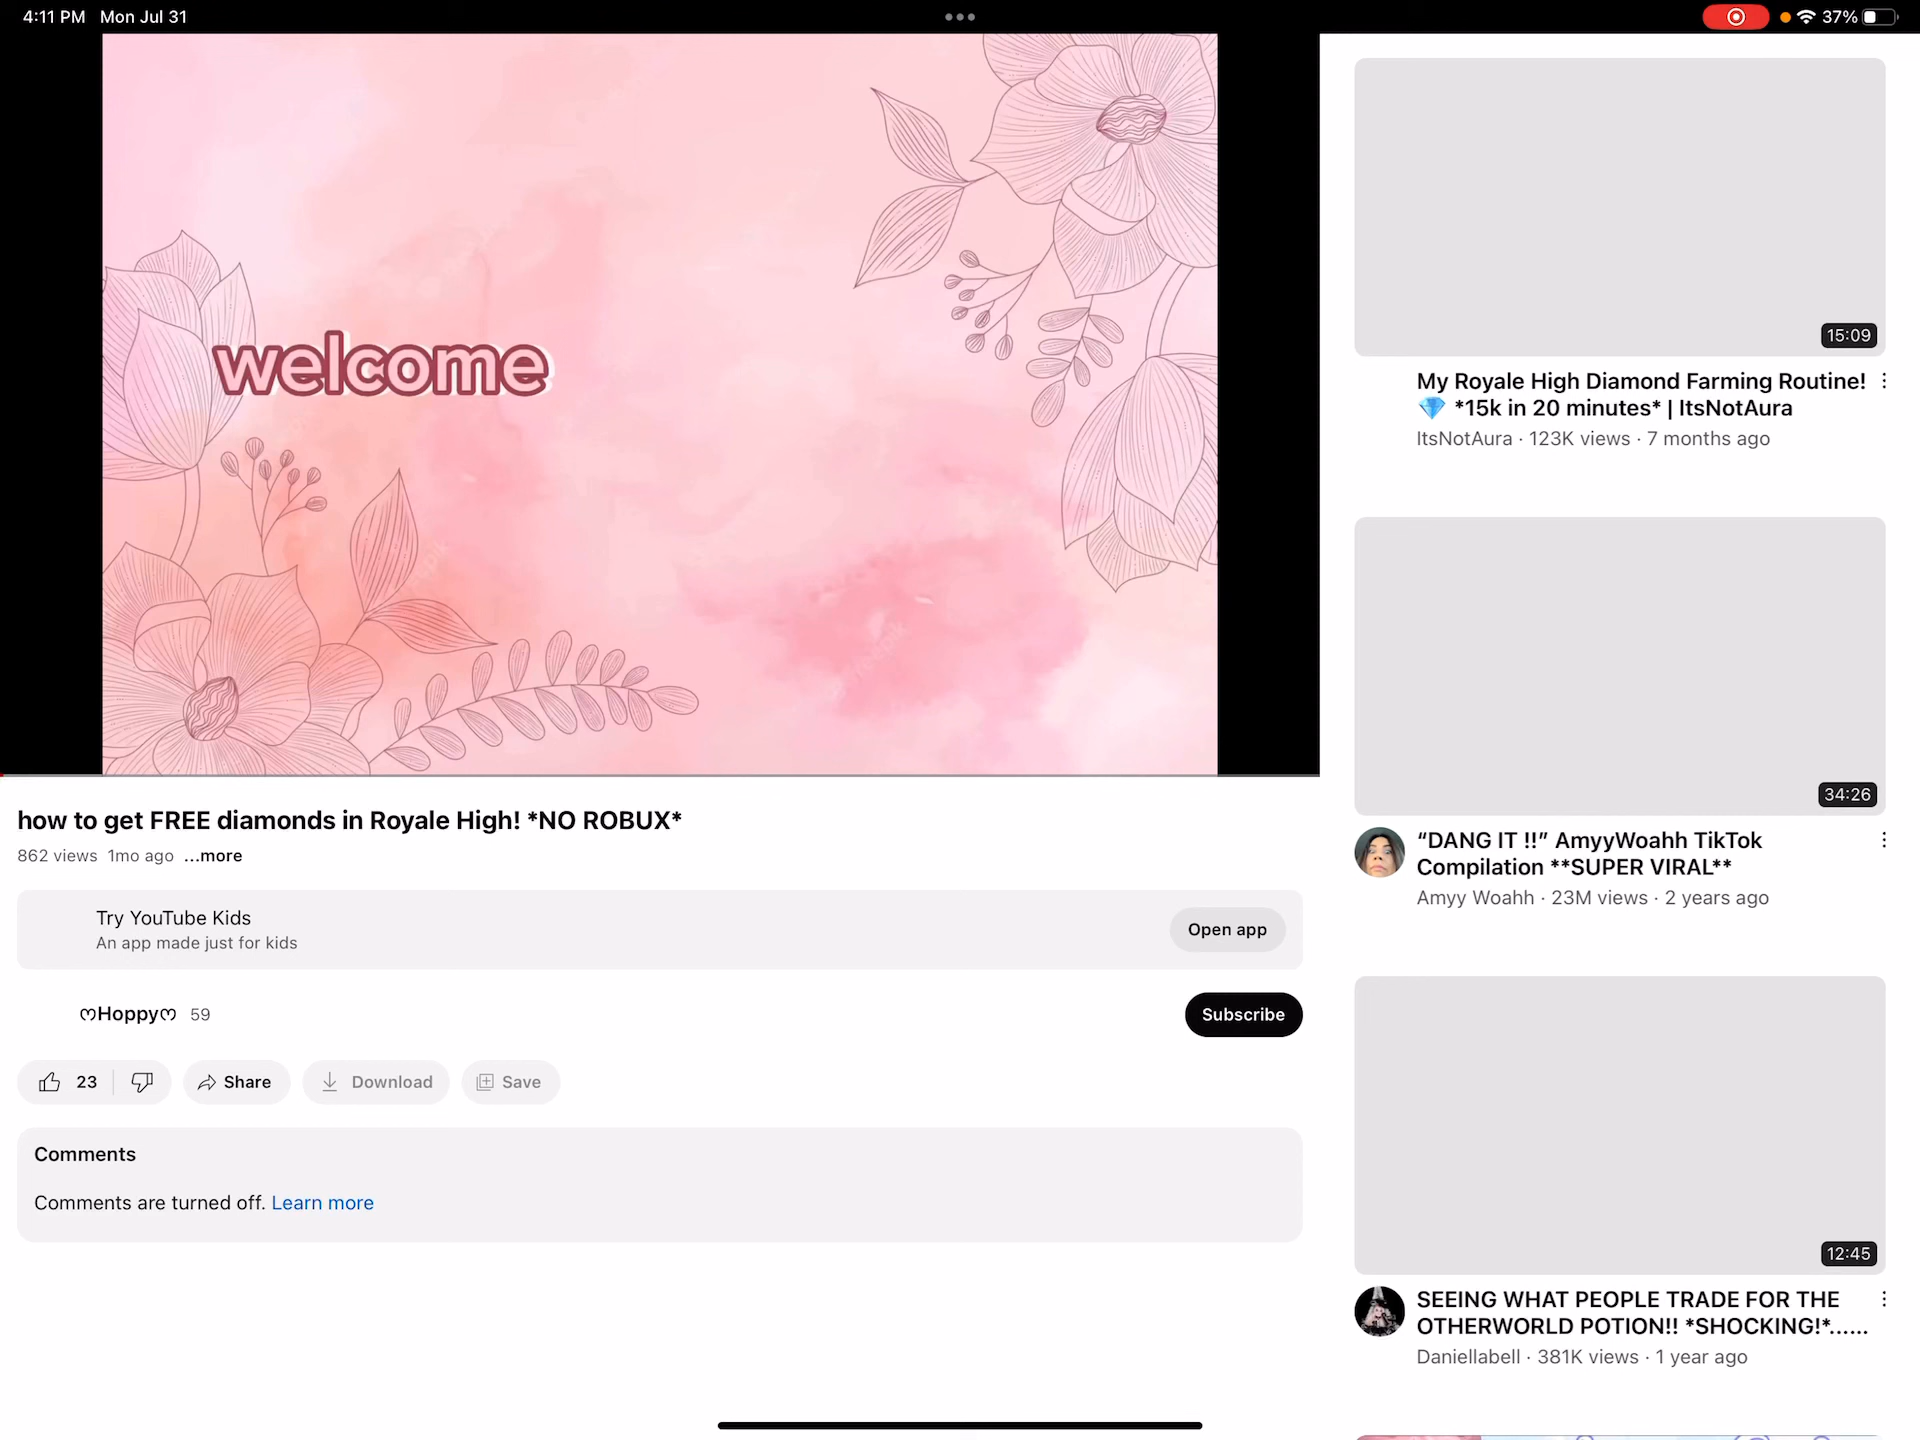 4:11 PM Mon Jul 31
37%
welcome
how to get FREE diamonds in Royale High! *NO ROBUX*
862 views 1mo ago ...more
Try YouTube Kids
An app made just for kids
Open app
ෆHoppyෆ 59
Subscribe
23
Share
Download
Save
Comments
Comments are turned off. Learn more
15:09
My Royale High Diamond Farming Routine!
💎 *15k in 20 minutes* | ItsNotAura
ItsNotAura · 123K views · 7 months ago
34:26
“DANG IT !!” AmyyWoahh TikTok
Compilation **SUPER VIRAL**
Amyy Woahh · 23M views · 2 years ago
12:45
SEEING WHAT PEOPLE TRADE FOR THE
OTHERWORLD POTION!! *SHOCKING!*......
Daniellabell · 381K views · 1 year ago